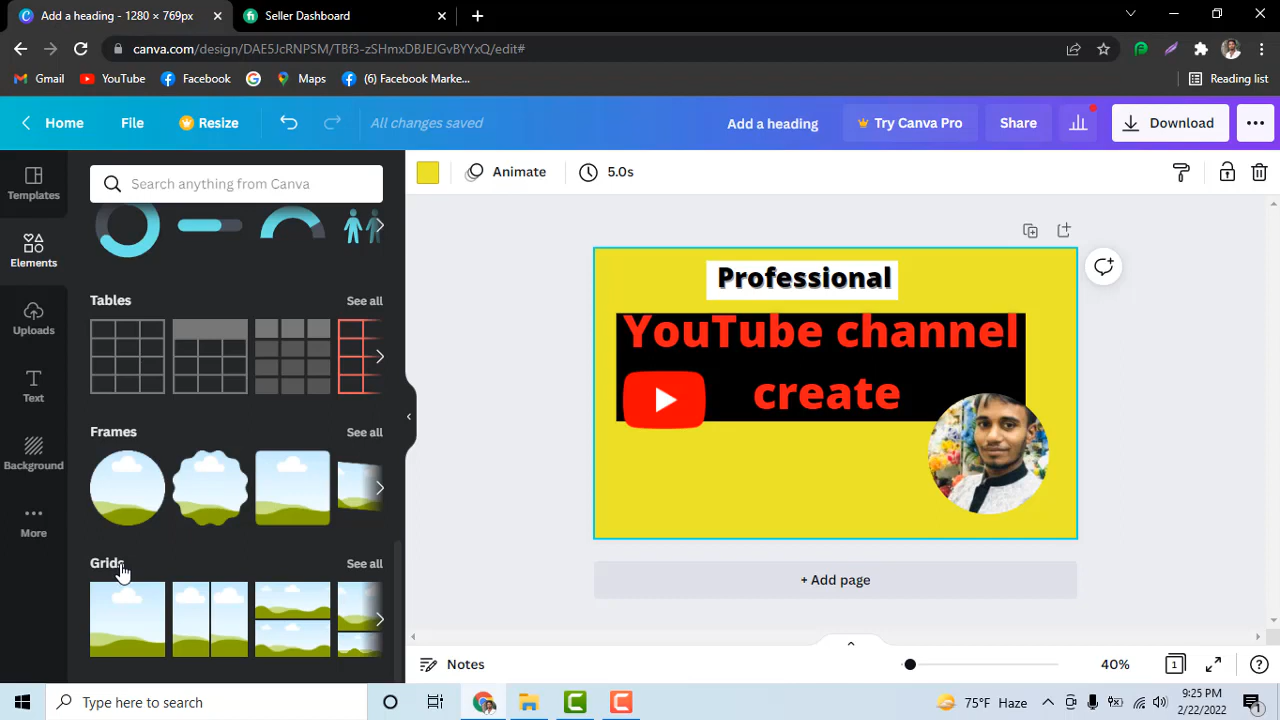 Add a heading - 1280 × 769px
Seller Dashboard
canva.com/design/DAE5JcRNPSM/TBf3-zSHmxDBJEJGvBYYxQ/edit#
Gmail
YouTube
Facebook
Maps
(6) Facebook Marke...
Reading list
Home
File
Resize
All changes saved
Add a heading
Try Canva Pro
Share
Download
Templates
Elements
Uploads
Text
Background
More
Search anything from Canva
Tables
See all
Frames
See all
Grids
See all
Animate
5.0s
Professional
YouTube channel
create
+ Add page
Notes
40%
1
Type here to search
75°F Haze
9:25 PM
2/22/2022
1